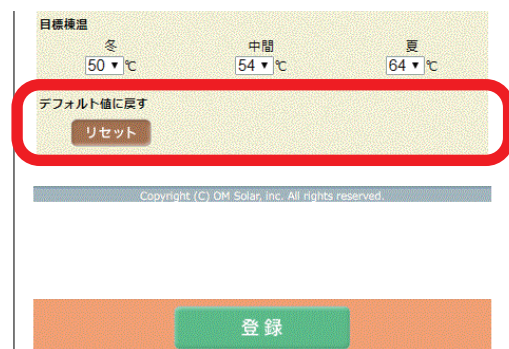 目標棟温
冬 中間 夏
50 ▼ ℃ 54 ▼ ℃ 64 ▼ ℃
デフォルト値に戻す
リセット
Copyright (C) OM Solar, inc. All rights reserved.
登録